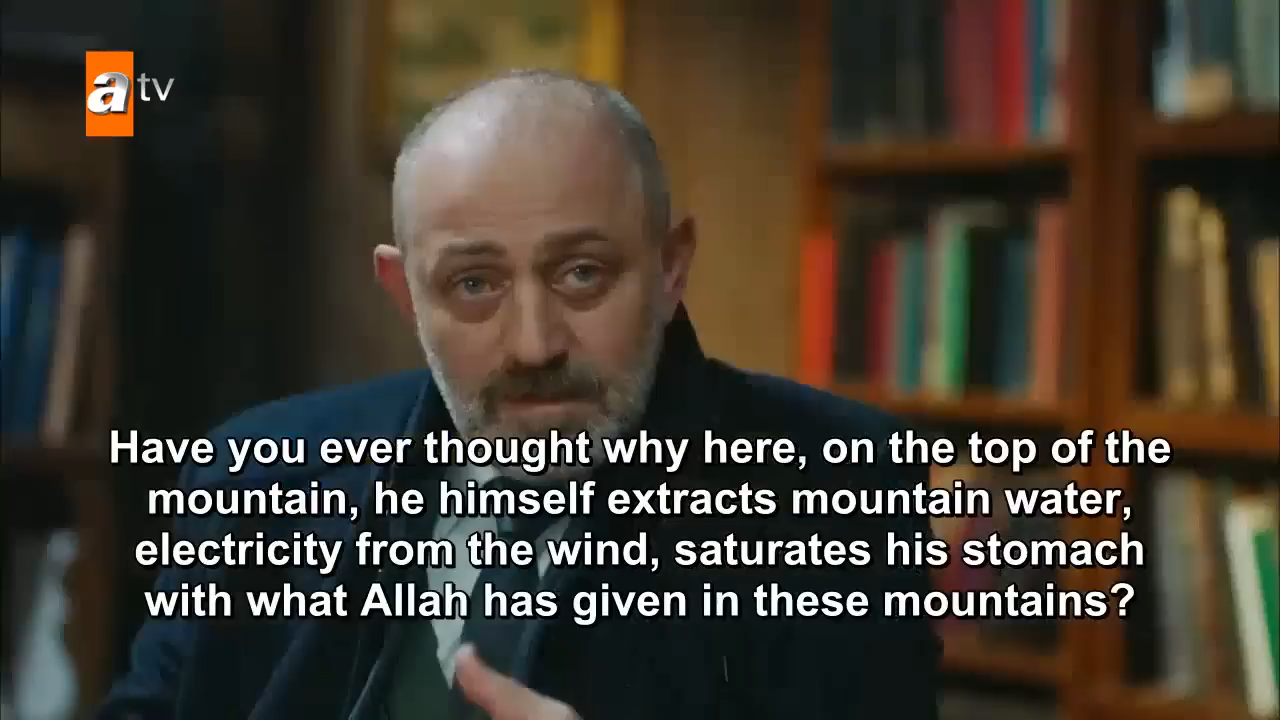 a tv
Have you ever thought why here, on the top of the
mountain, he himself extracts mountain water,
electricity from the wind, saturates his stomach
with what Allah has given in these mountains?